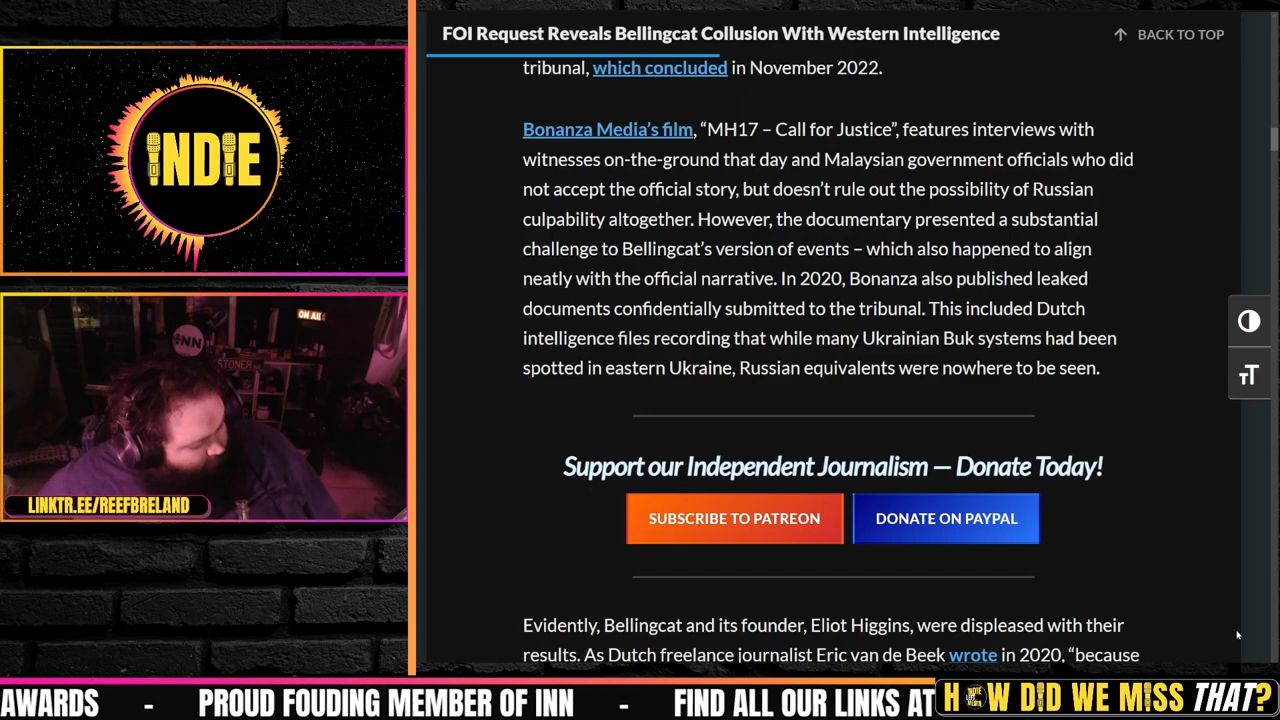 FOI Request Reveals Bellingcat Collusion With Western Intelligence
BACK TO TOP
tribunal, which concluded in November 2022.
Bonanza Media’s film, “MH17 – Call for Justice”, features interviews with
witnesses on-the-ground that day and Malaysian government officials who did
not accept the official story, but doesn’t rule out the possibility of Russian
culpability altogether. However, the documentary presented a substantial
challenge to Bellingcat’s version of events – which also happened to align
neatly with the official narrative. In 2020, Bonanza also published leaked
documents confidentially submitted to the tribunal. This included Dutch
intelligence files recording that while many Ukrainian Buk systems had been
spotted in eastern Ukraine, Russian equivalents were nowhere to be seen.
Support our Independent Journalism — Donate Today!
SUBSCRIBE TO PATREON
DONATE ON PAYPAL
Evidently, Bellingcat and its founder, Eliot Higgins, were displeased with their
results. As Dutch freelance journalist Eric van de Beek wrote in 2020, “because
INDIE
ON AIR
INN
STONER
LINKTR.EE/REEFBRELAND
AWARDS - PROUD FOUDING MEMBER OF INN - FIND ALL OUR LINKS AT
HOW DID WE MISS THAT?